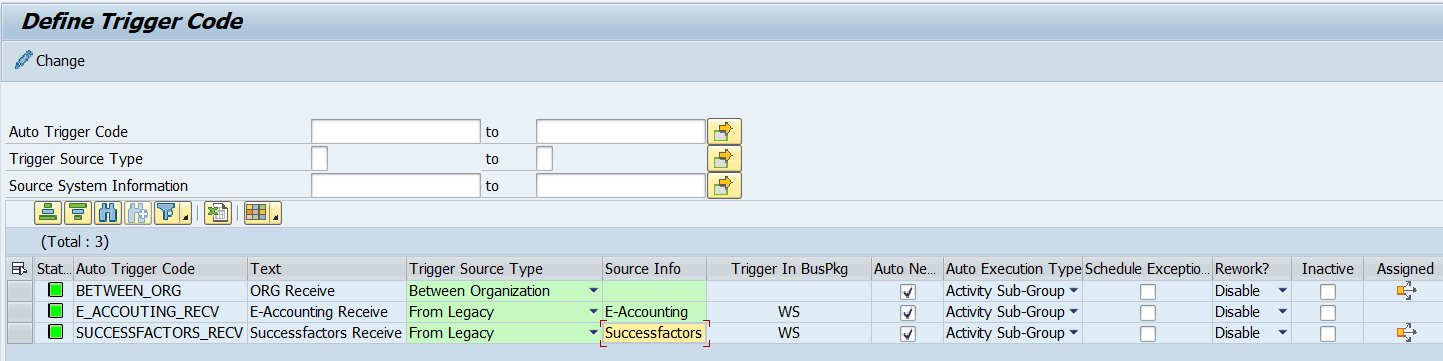 Define Trigger Code
Change
Auto Trigger Code to
Trigger Source Type to
Source System Information to
(Total : 3)
Stat... Auto Trigger Code Text Trigger Source Type Source Info Trigger In BusPkg Auto Ne... Auto Execution Type Schedule Exceptio... Rework? Inactive Assigned
BETWEEN_ORG ORG Receive Between Organization Activity Sub-Group Disable
E_ACCOUTING_RECV E-Accounting Receive From Legacy E-Accounting WS Activity Sub-Group Disable
SUCCESSFACTORS_RECV Successfactors Receive From Legacy Successfactors WS Activity Sub-Group Disable